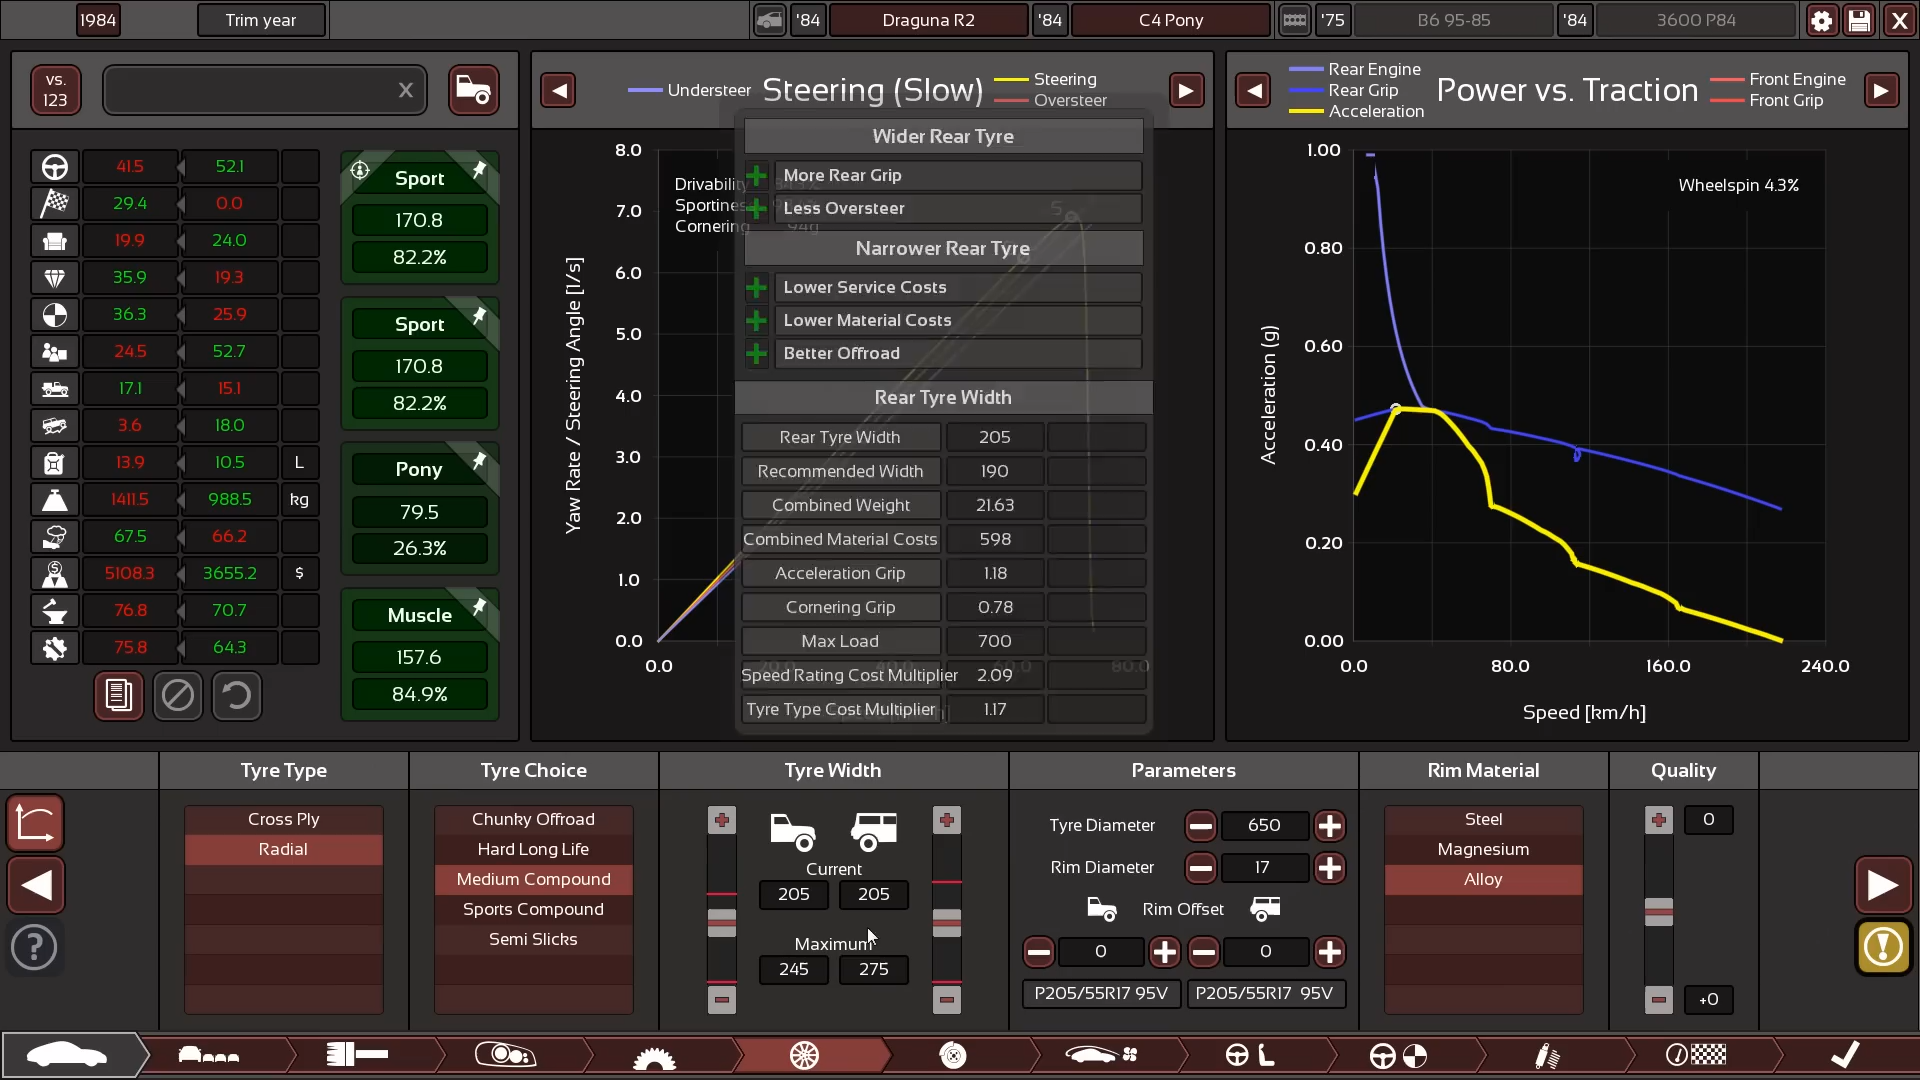 1984
Trim year
'84
Draguna R2
'84
C4 Pony
'75
B6 95-85
'84
3600 P84
X
vs.
123
X
41.5 52.1
29.4 0.0
19.9 24.0
35.9 19.3
36.3 25.9
24.5 52.7
17.1 15.1
3.6 18.0
13.9 10.5 L
1411.5 988.5 kg
67.5 66.2
5108.3 3655.2 $
76.8 70.7
75.8 64.3
Sport
170.8
82.2%
Sport
170.8
82.2%
Pony
79.5
26.3%
Muscle
157.6
84.9%
Understeer
Steering (Slow)
Steering
Oversteer
Yaw Rate / Steering Angle [1/s]
8.0
7.0
6.0
5.0
4.0
3.0
2.0
1.0
0.0
0.0 20.0 40.0 60.0 80.0
Drivability
Sportiness
Cornering 94g
Wider Rear Tyre
More Rear Grip
Less Oversteer
Narrower Rear Tyre
Lower Service Costs
Lower Material Costs
Better Offroad
Rear Tyre Width
Rear Tyre Width 205
Recommended Width 190
Combined Weight 21.63
Combined Material Costs 598
Acceleration Grip 1.18
Cornering Grip 0.78
Max Load 700
Speed Rating Cost Multiplier 2.09
Tyre Type Cost Multiplier 1.17
Rear Engine
Rear Grip
Acceleration
Power vs. Traction
Front Engine
Front Grip
Wheelspin 4.3%
Acceleration (g)
1.00
0.80
0.60
0.40
0.20
0.00
0.0 80.0 160.0 240.0
Speed [km/h]
Tyre Type
Cross Ply
Radial
Tyre Choice
Chunky Offroad
Hard Long Life
Medium Compound
Sports Compound
Semi Slicks
Tyre Width
Current
205 205
Maximum
245 275
Parameters
Tyre Diameter 650
Rim Diameter 17
Rim Offset
0 0
P205/55R17 95V P205/55R17 95V
Rim Material
Steel
Magnesium
Alloy
Quality
0
+0
?